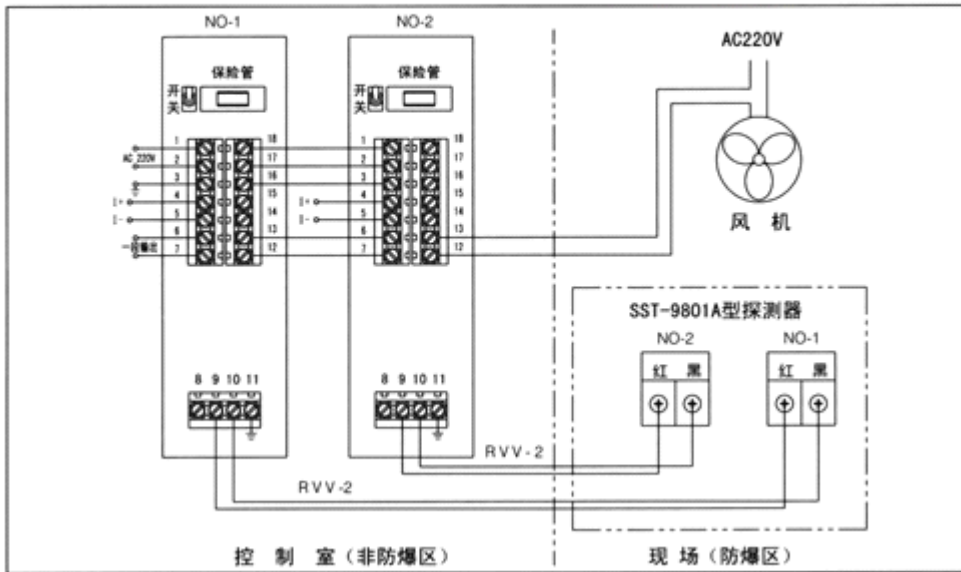 NO-1
NO-2
AC220V
保险管
保险管
开
关
开
关
1 18
2 17
3 16
4 15
5 14
6 13
7 12
1 18
2 17
3 16
4 15
5 14
6 13
7 12
AC 220V
I+
I-
I+
I-
一段输出
风 机
SST-9801A型探测器
NO-2
NO-1
红 黑
红 黑
8 9 10 11
8 9 10 11
RVV-2
RVV-2
控 制 室(非防爆区)
现 场(防爆区)